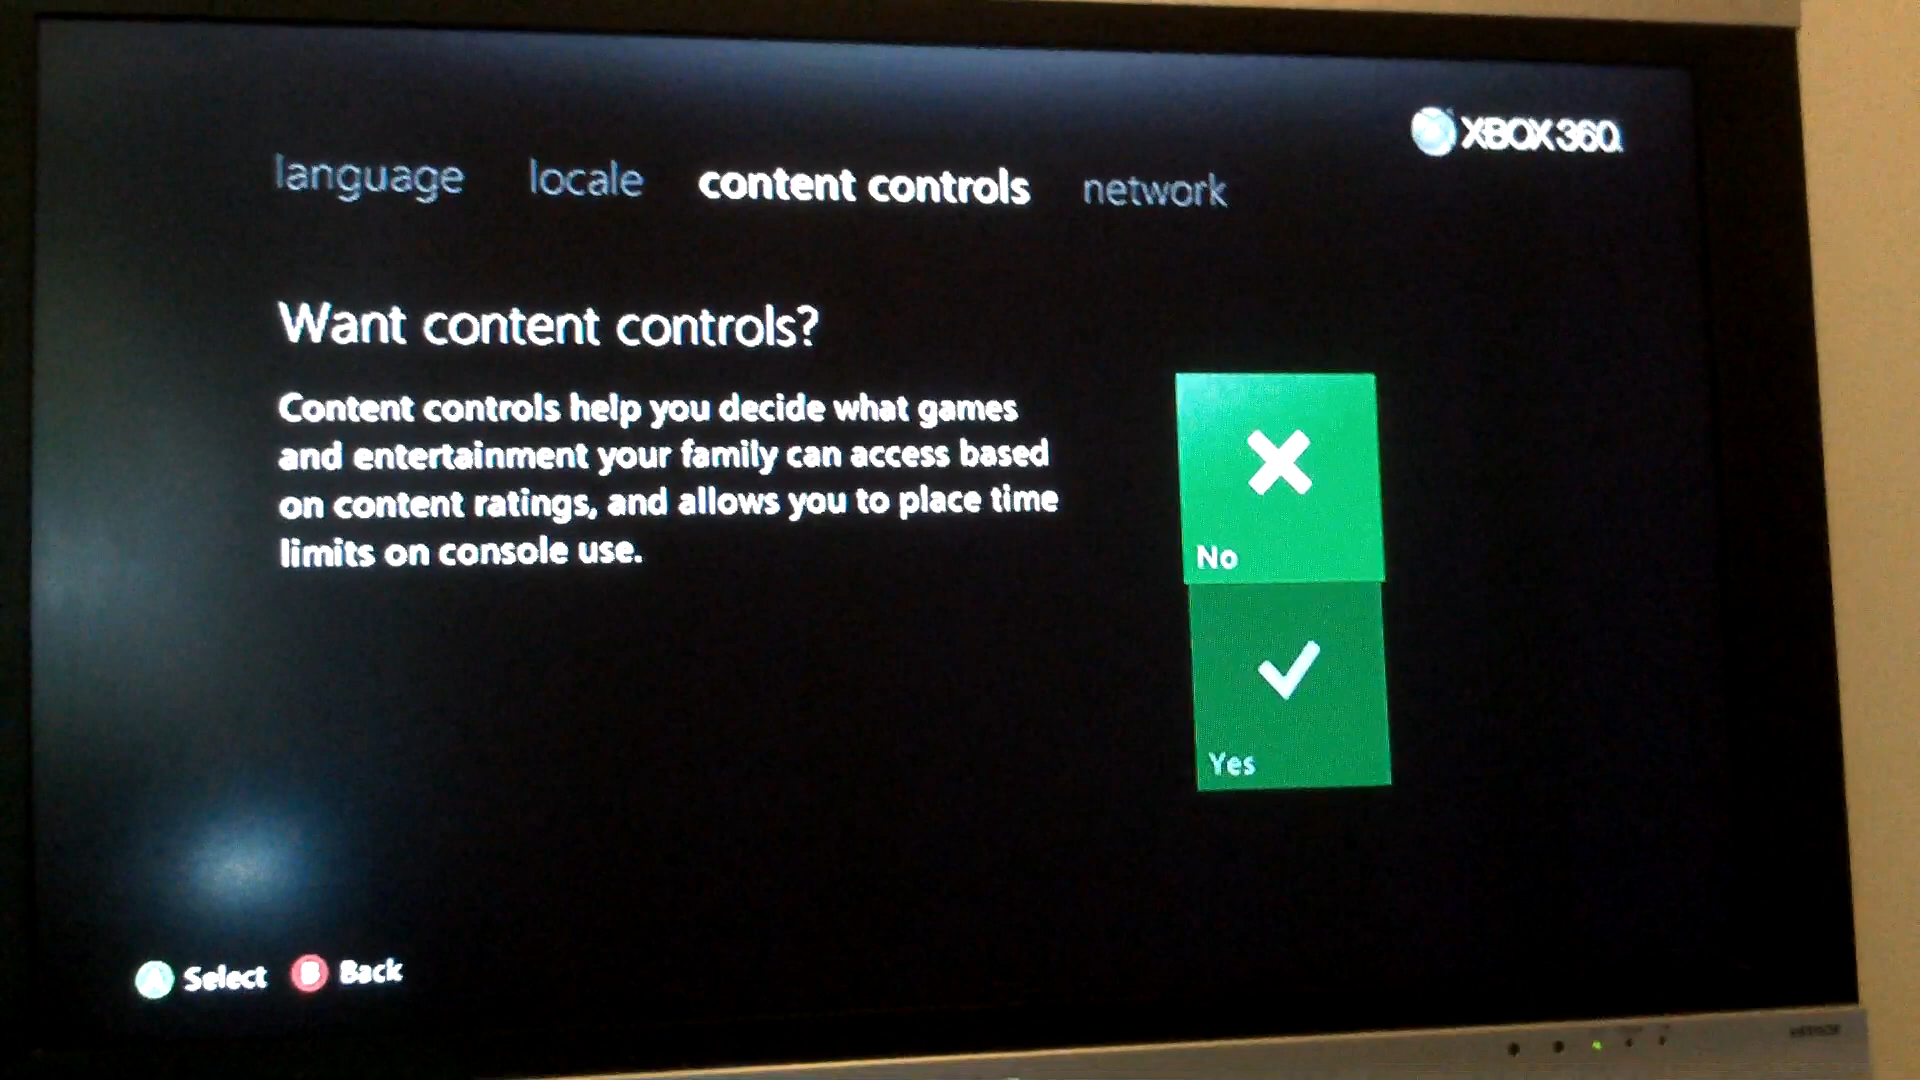 XBOX 360
language locale content controls network
Want content controls?
Content controls help you decide what games
and entertainment your family can access based
on content ratings, and allows you to place time
limits on console use.
No
Yes
A Select B Back